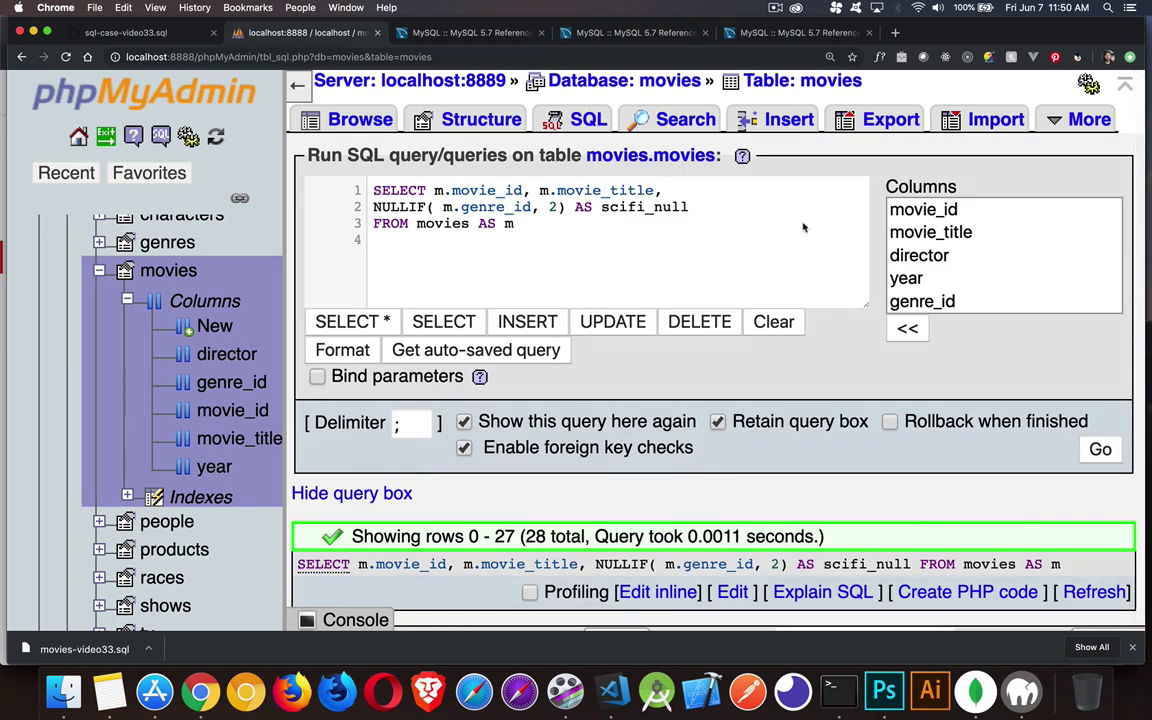 Chrome File Edit View History Bookmarks People Window Help 100% Fri Jun 7 11:50 AM
sql-case-video33.sql × localhost:8888 / localhost / m × MySQL :: MySQL 5.7 Referenc × MySQL :: MySQL 5.7 Referenc × MySQL :: MySQL 5.7 Referenc ×
localhost:8888/phpMyAdmin/tbl_sql.php?db=movies&table=movies
phpMyAdmin
Recent Favorites
characters
genres
movies
Columns
New
director
genre_id
movie_id
movie_title
year
Indexes
people
products
races
shows
Server: localhost:8889 » Database: movies » Table: movies
Browse Structure SQL Search Insert Export Import More
Run SQL query/queries on table movies.movies:
1 SELECT m.movie_id, m.movie_title,
2 NULLIF( m.genre_id, 2) AS scifi_null
3 FROM movies AS m
4
Columns
movie_id
movie_title
director
year
genre_id
<<
SELECT * SELECT INSERT UPDATE DELETE Clear
Format Get auto-saved query
Bind parameters
[ Delimiter ; ] Show this query here again Retain query box Rollback when finished
Enable foreign key checks
Go
Hide query box
Showing rows 0 - 27 (28 total, Query took 0.0011 seconds.)
SELECT m.movie_id, m.movie_title, NULLIF( m.genre_id, 2) AS scifi_null FROM movies AS m
Profiling [Edit inline] [ Edit ] [ Explain SQL ] [ Create PHP code ] [ Refresh]
Console
movies-video33.sql
Show All
Ps Ai